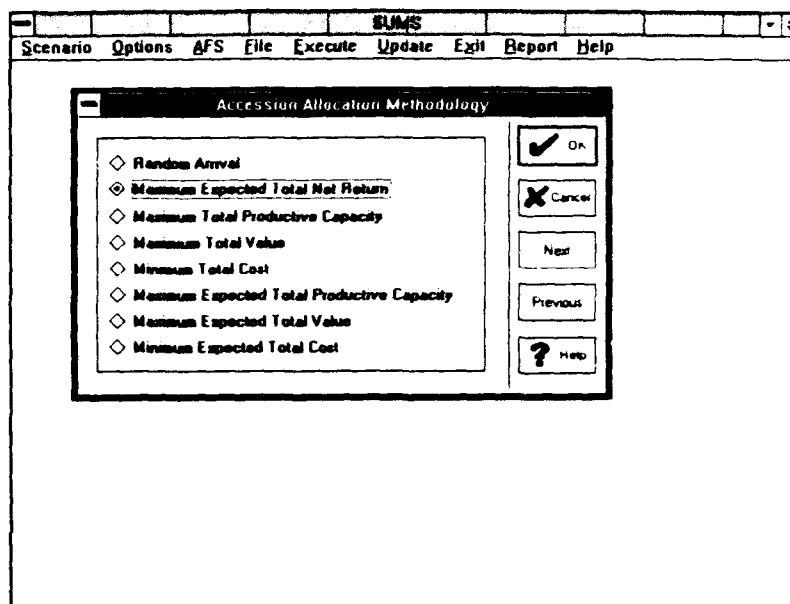 SUMS
Scenario Options AFS File Execute Update Exit Report Help
Accession Allocation Methodology
Random Arrival
Maximum Expected Total Net Return
Maximum Total Productive Capacity
Maximum Total Value
Minimum Total Cost
Maximum Expected Total Productive Capacity
Maximum Expected Total Value
Minimum Expected Total Cost
OK
Cancel
Next
Previous
? Help